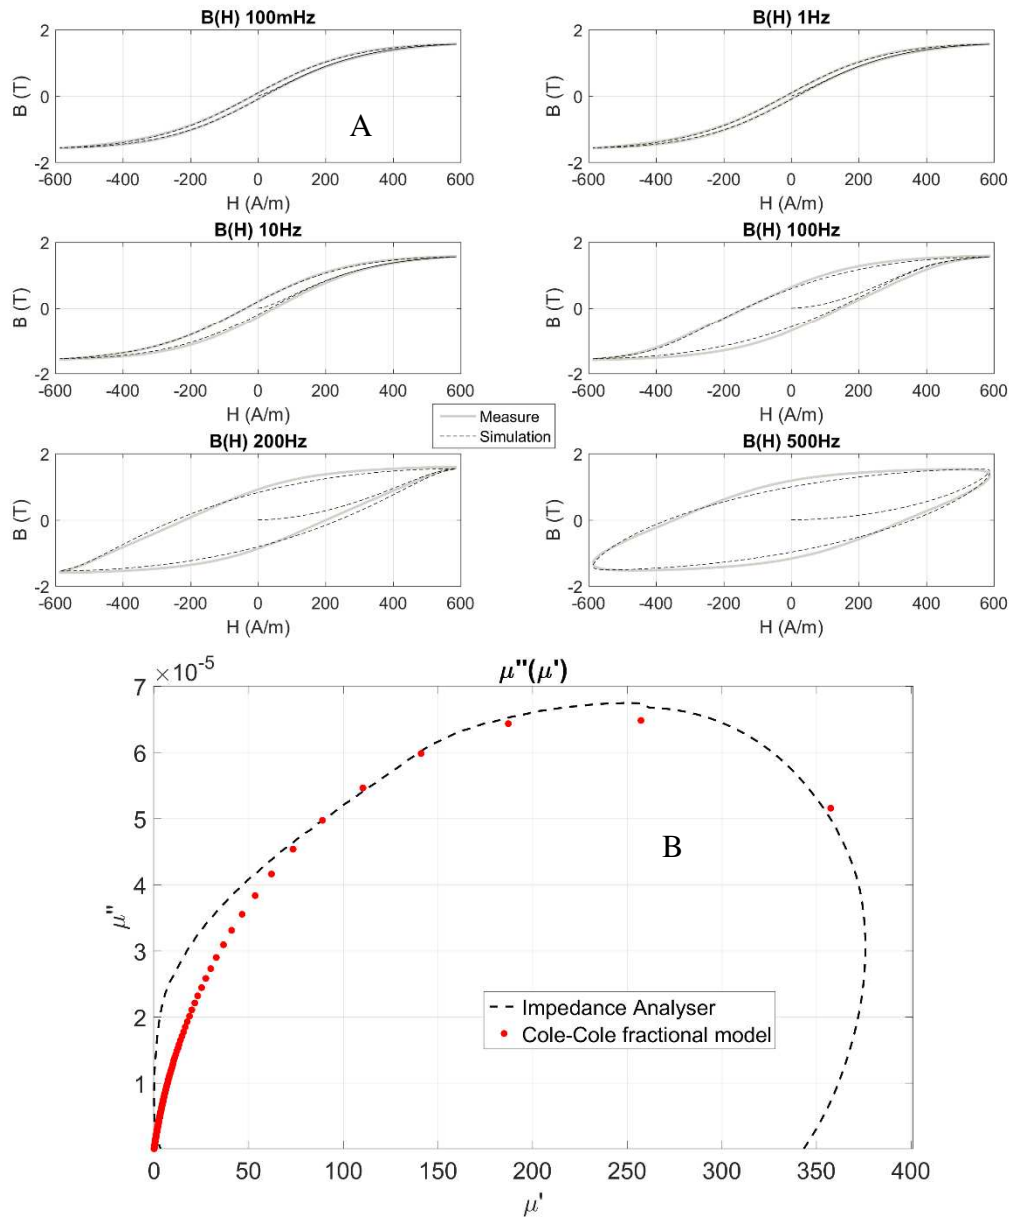 B(H) 100mHz
B (T)
2
0
-2
A
-600 -400 -200 0 200 400 600
H (A/m)
B(H) 1Hz
B (T)
2
0
-2
-600 -400 -200 0 200 400 600
H (A/m)
B(H) 10Hz
B (T)
2
0
-2
-600 -400 -200 0 200 400 600
H (A/m)
B(H) 100Hz
B (T)
2
0
-2
-600 -400 -200 0 200 400 600
H (A/m)
Measure
Simulation
B(H) 200Hz
B (T)
2
0
-2
-600 -400 -200 0 200 400 600
H (A/m)
B(H) 500Hz
B (T)
2
0
-2
-600 -400 -200 0 200 400 600
H (A/m)
μ''(μ')
×10⁻⁵
7
6
5
4
3
2
1
μ''
B
Impedance Analyser
Cole-Cole fractional model
0 50 100 150 200 250 300 350 400
μ'